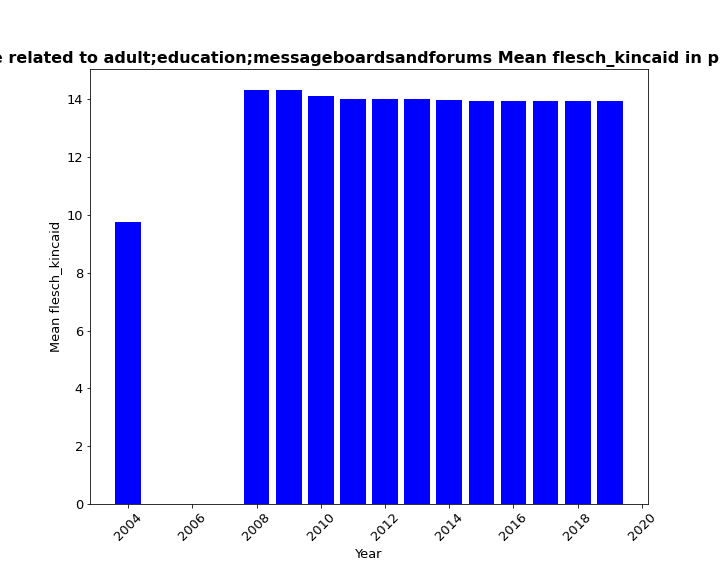 related to adult;education;messageboardsandforums Mean flesch_kincaid in
14
12
10
8
6
4
2
0
Mean flesch_kincaid
2004 2006 2008 2010 2012 2014 2016 2018 2020
Year